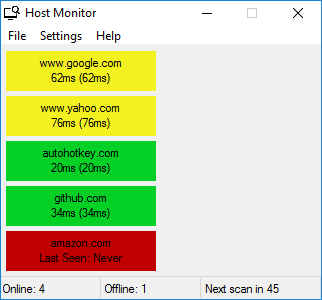 Host Monitor
File Settings Help
www.google.com
62ms (62ms)
www.yahoo.com
76ms (76ms)
autohotkey.com
20ms (20ms)
github.com
34ms (34ms)
amazon.com
Last Seen: Never
Online: 4 Offline: 1 Next scan in 45